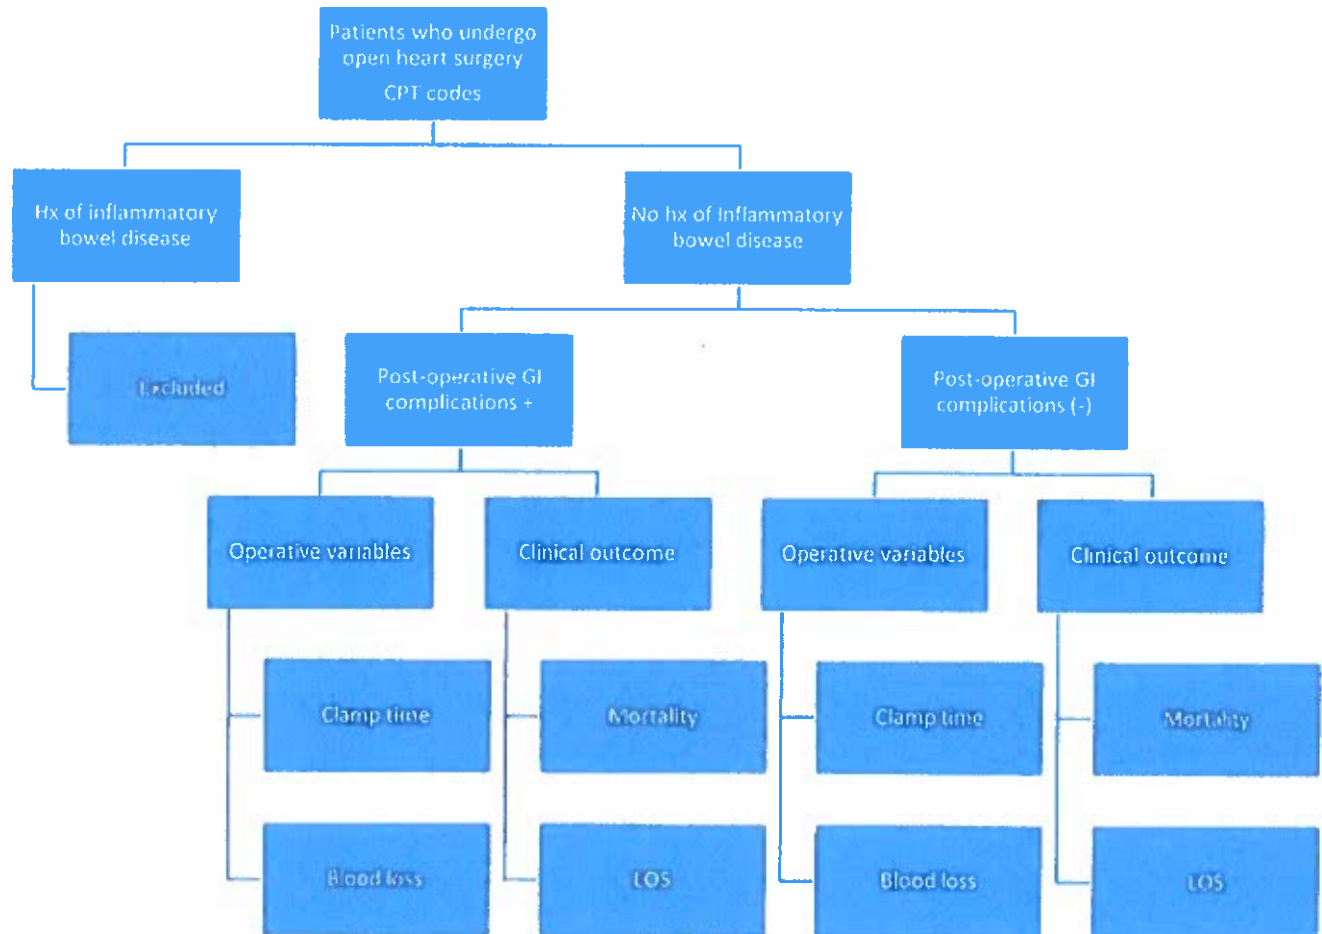 Patients who undergo
open heart surgery
CPT codes
Hx of inflammatory
bowel disease
No hx of Inflammatory
bowel disease
Excluded
Post-operative GI
complications +
Post-operative GI
complications (-)
Operative variables
Clinical outcome
Operative variables
Clinical outcome
Clamp time
Mortality
Clamp time
Mortality
Blood loss
LOS
Blood loss
LOS